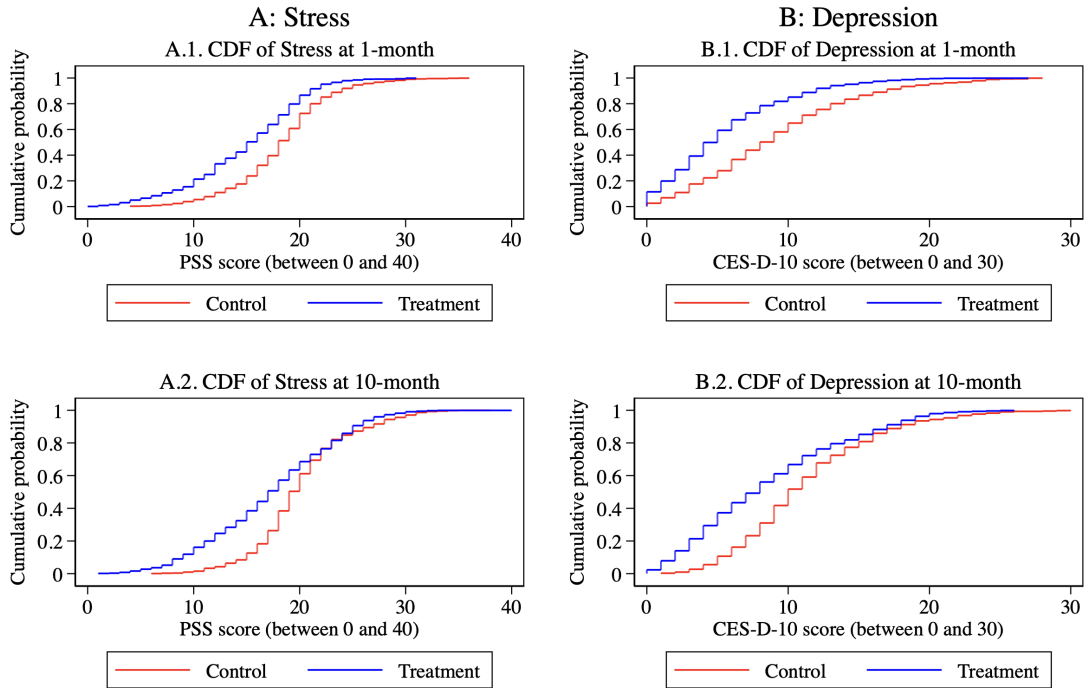 A: Stress
A.1. CDF of Stress at 1-month
Cumulative probability
1
0.8
0.6
0.4
0.2
0
0 10 20 30 40
PSS score (between 0 and 40)
Control Treatment
B: Depression
B.1. CDF of Depression at 1-month
Cumulative probability
1
0.8
0.6
0.4
0.2
0
0 10 20 30
CES-D-10 score (between 0 and 30)
Control Treatment
A.2. CDF of Stress at 10-month
Cumulative probability
1
0.8
0.6
0.4
0.2
0
0 10 20 30 40
PSS score (between 0 and 40)
Control Treatment
B.2. CDF of Depression at 10-month
Cumulative probability
1
0.8
0.6
0.4
0.2
0
0 10 20 30
CES-D-10 score (between 0 and 30)
Control Treatment